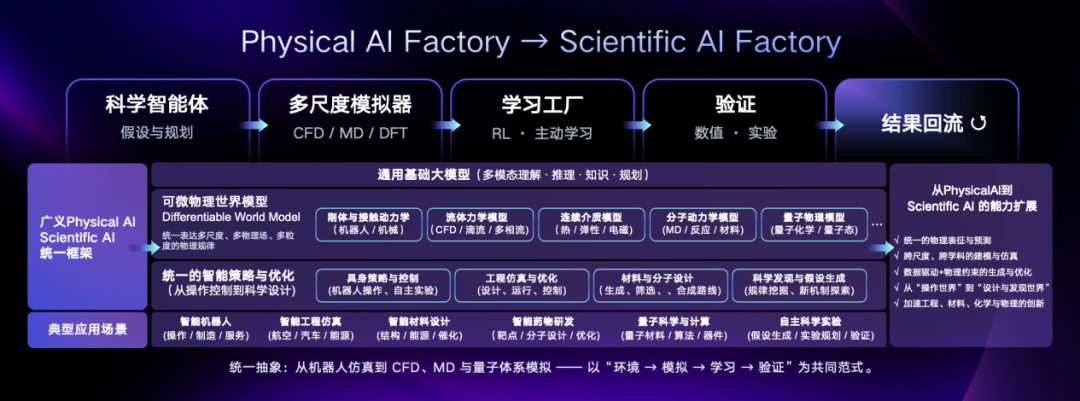 Physical AI Factory → Scientific AI Factory
科学智能体
假设与规划
多尺度模拟器
CFD / MD / DFT
学习工厂
RL · 主动学习
验证
数值 · 实验
结果回流
广义Physical AI
Scientific AI
统一框架
通用基础大模型（多模态理解 · 推理 · 知识 · 规划）
可微物理世界模型
Differentiable World Model
统一表达多尺度、多物理场、多粒
度的物理规律
刚体与接触动力学
（机器人 / 机械）
流体力学模型
（CFD / 滴流 / 多相流）
连续介质模型
（热 / 弹性 / 电磁）
分子动力学模型
（MD / 反应 / 材料）
量子物理模型
（量子化学 / 量子态）
...
统一的智能策略与优化
（从操作控制到科学设计）
具身策略与控制
（机器人操作、自主实验）
工程仿真与优化
（设计、运行、控制）
材料与分子设计
（生成、筛选、、合成路线）
科学发现与假设生成
（规律挖掘、新机制探索）
典型应用场景
智能机器人
（操作 / 制造 / 服务）
智能工程仿真
（航空 / 汽车 / 能源）
智能材料设计
（结构 / 能源 / 催化）
智能药物研发
（靶点 / 分子设计 / 优化）
量子科学与计算
（量子材料 / 算法 / 器件）
自主科学实验
（假设生成 / 实验规划 / 验证）
从PhysicalAI到
Scientific AI 的能力扩展
√ 统一的物理表征与预测
√ 跨尺度、跨学科的建模与仿真
√ 数据驱动+物理约束的生成与优化
√ 从“操作世界”到“设计与发现世界”
√ 加速工程、材料、化学与物理的创新
统一抽象：从机器人仿真到 CFD、MD 与量子体系模拟 —— 以“环境 → 模拟 → 学习 → 验证”为共同范式。